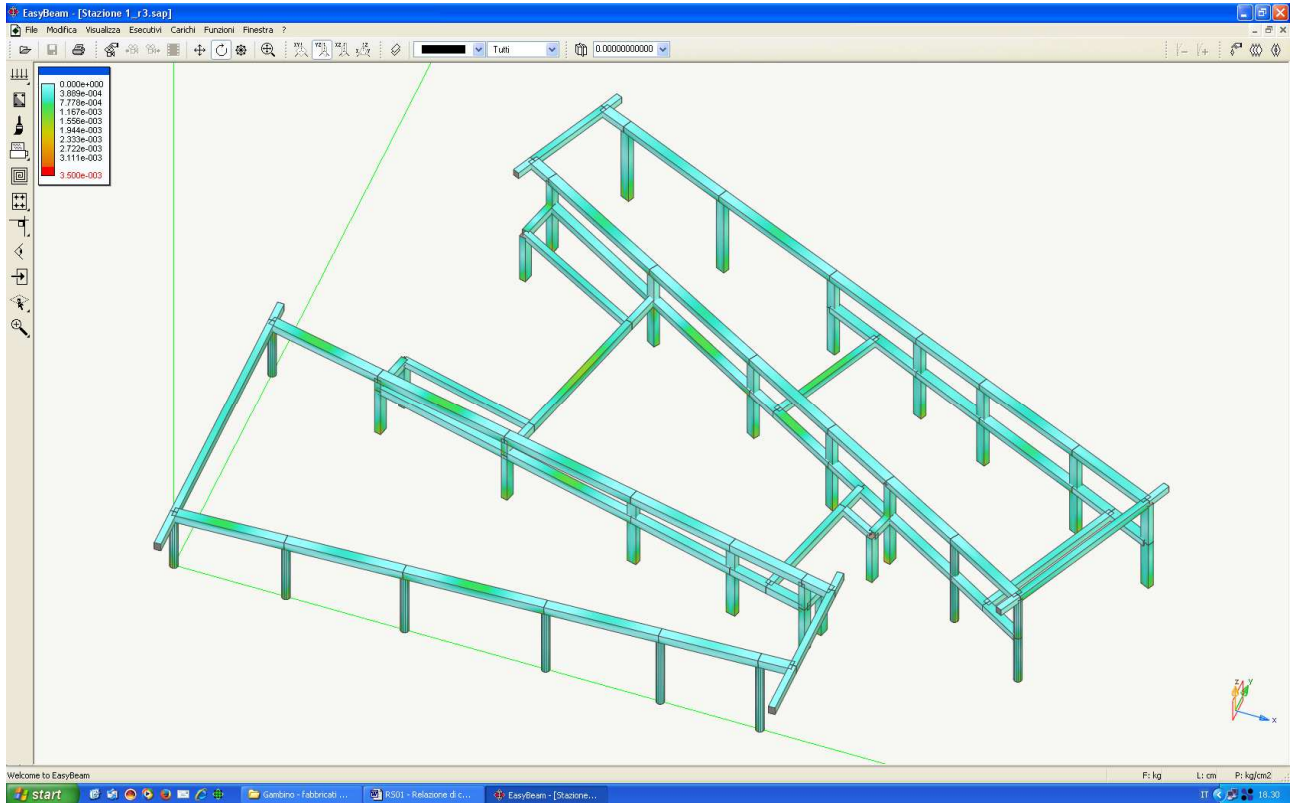 EasyBeam - [Stazione 1_r3.sap]
File Modifica Visualizza Esecutivi Carichi Funzioni Finestra ?
Tutti
0.00000000000
0.000e+000
3.889e-004
7.778e-004
1.167e-003
1.556e-003
1.944e-003
2.333e-003
2.722e-003
3.111e-003
3.500e-003
z
y
x
Welcome to EasyBeam
F: kg
L: cm
P: kg/cm2
start
Gambino - fabbricati ...
RS01 - Relazione di c...
EasyBeam - [Stazione...
IT
16.30